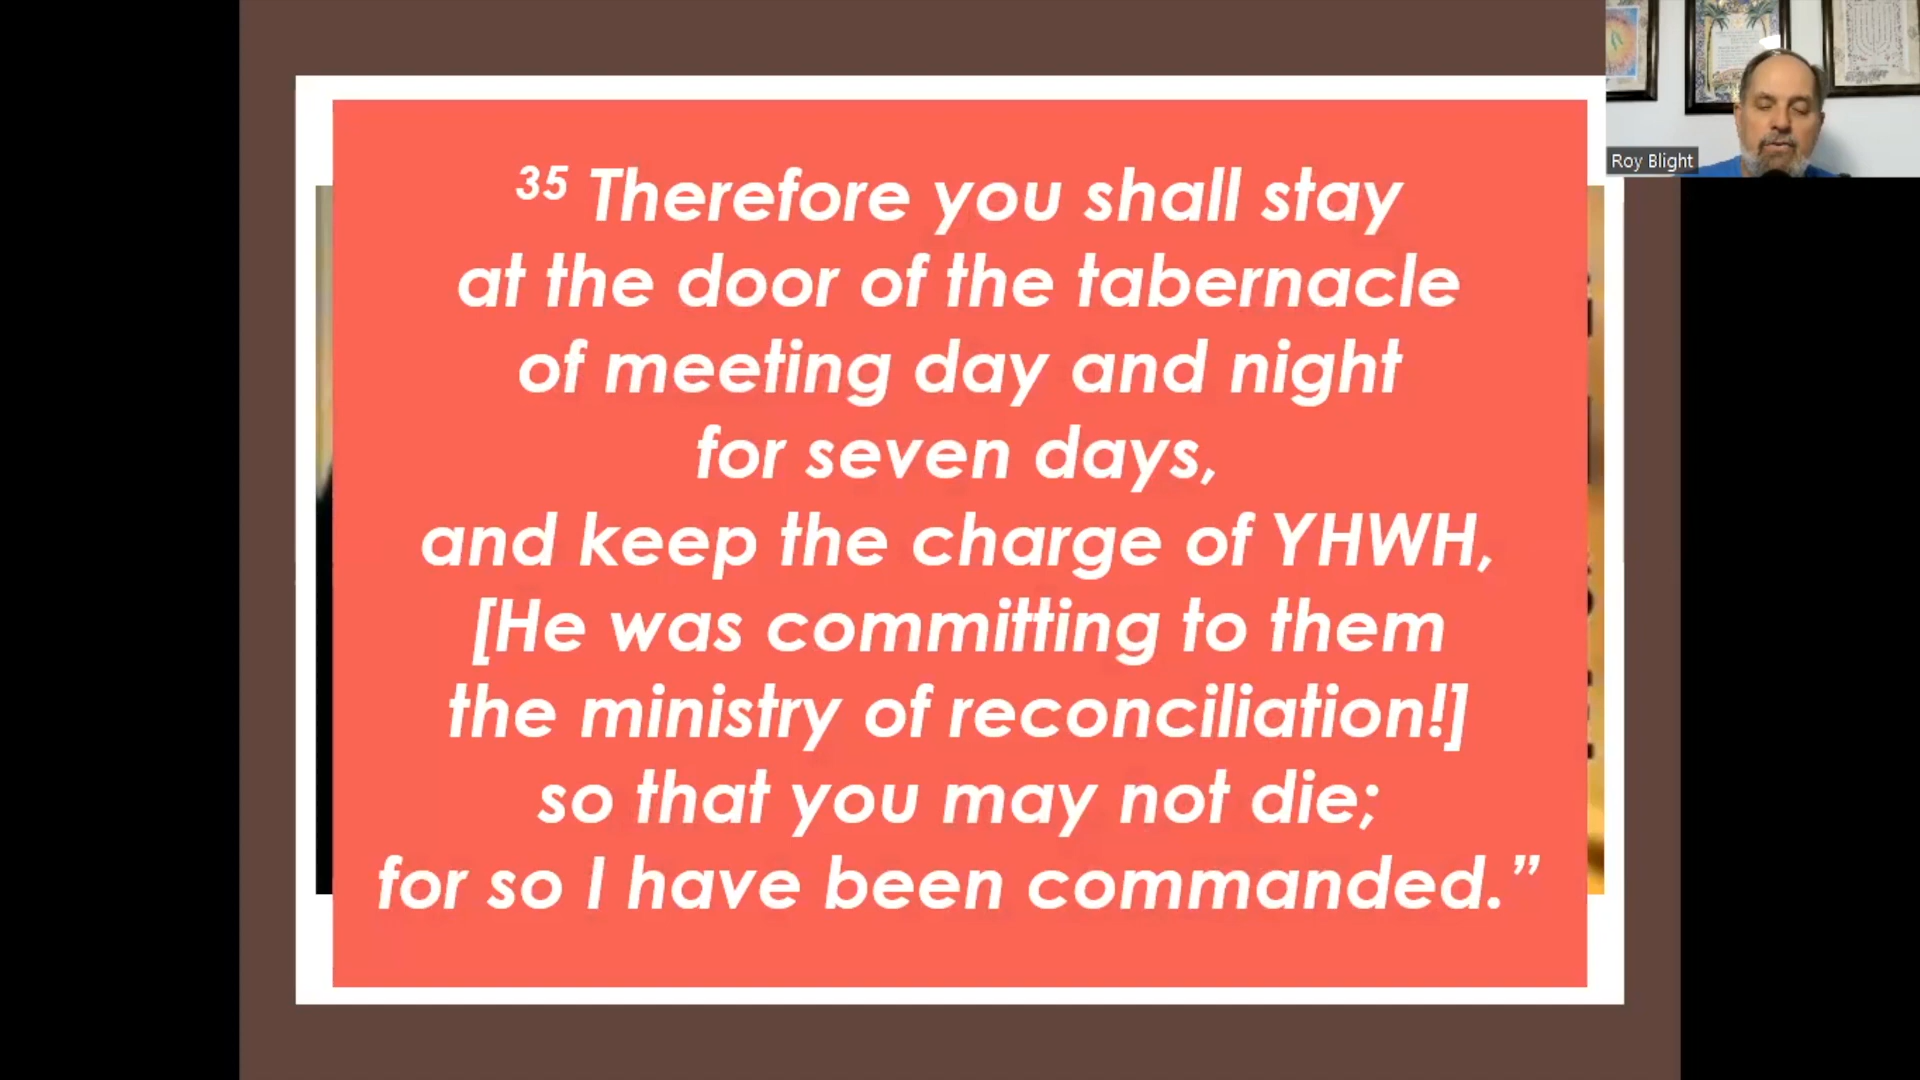 35 Therefore you shall stay
at the door of the tabernacle
of meeting day and night
for seven days,
and keep the charge of YHWH,
[He was committing to them
the ministry of reconciliation!]
so that you may not die;
for so I have been commanded.”
Roy Blight